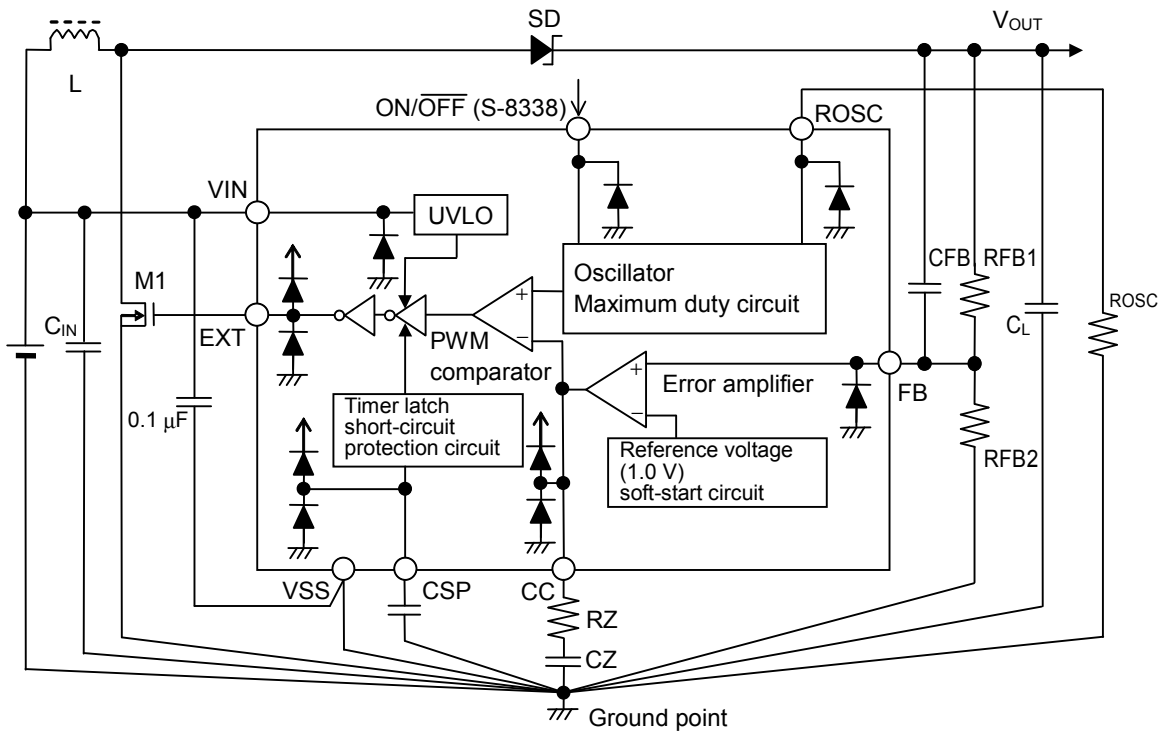 SD
VOUT
L
ON/OFF (S-8338)
ROSC
VIN
UVLO
M1
Oscillator
Maximum duty circuit
CFB
RFB1
ROSC
CIN
EXT
+
−
PWM
comparator
CL
+
−
Error amplifier
FB
0.1 µF
Timer latch
short-circuit
protection circuit
Reference voltage
(1.0 V)
soft-start circuit
RFB2
VSS
CSP
CC
RZ
CZ
Ground point